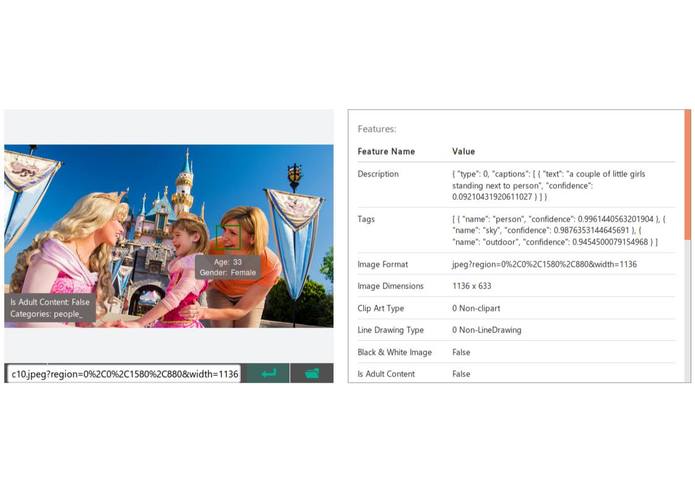 Age: 33
Gender: Female
Is Adult Content: False
Categories: people_
c10.jpeg?region=0%2C0%2C1580%2C880&width=1136
Features:
Feature Name Value
Description { "type": 0, "captions": [ { "text": "a couple of little girls
standing next to person", "confidence":
0.09210431920611027 } ] }
Tags [ { "name": "person", "confidence": 0.9961440563201904 }, {
"name": "sky", "confidence": 0.9876353144645691 }, {
"name": "outdoor", "confidence": 0.9454500079154968 } ]
Image Format jpeg?region=0%2C0%2C1580%2C880&width=1136
Image Dimensions 1136 x 633
Clip Art Type 0 Non-clipart
Line Drawing Type 0 Non-LineDrawing
Black & White Image False
Is Adult Content False